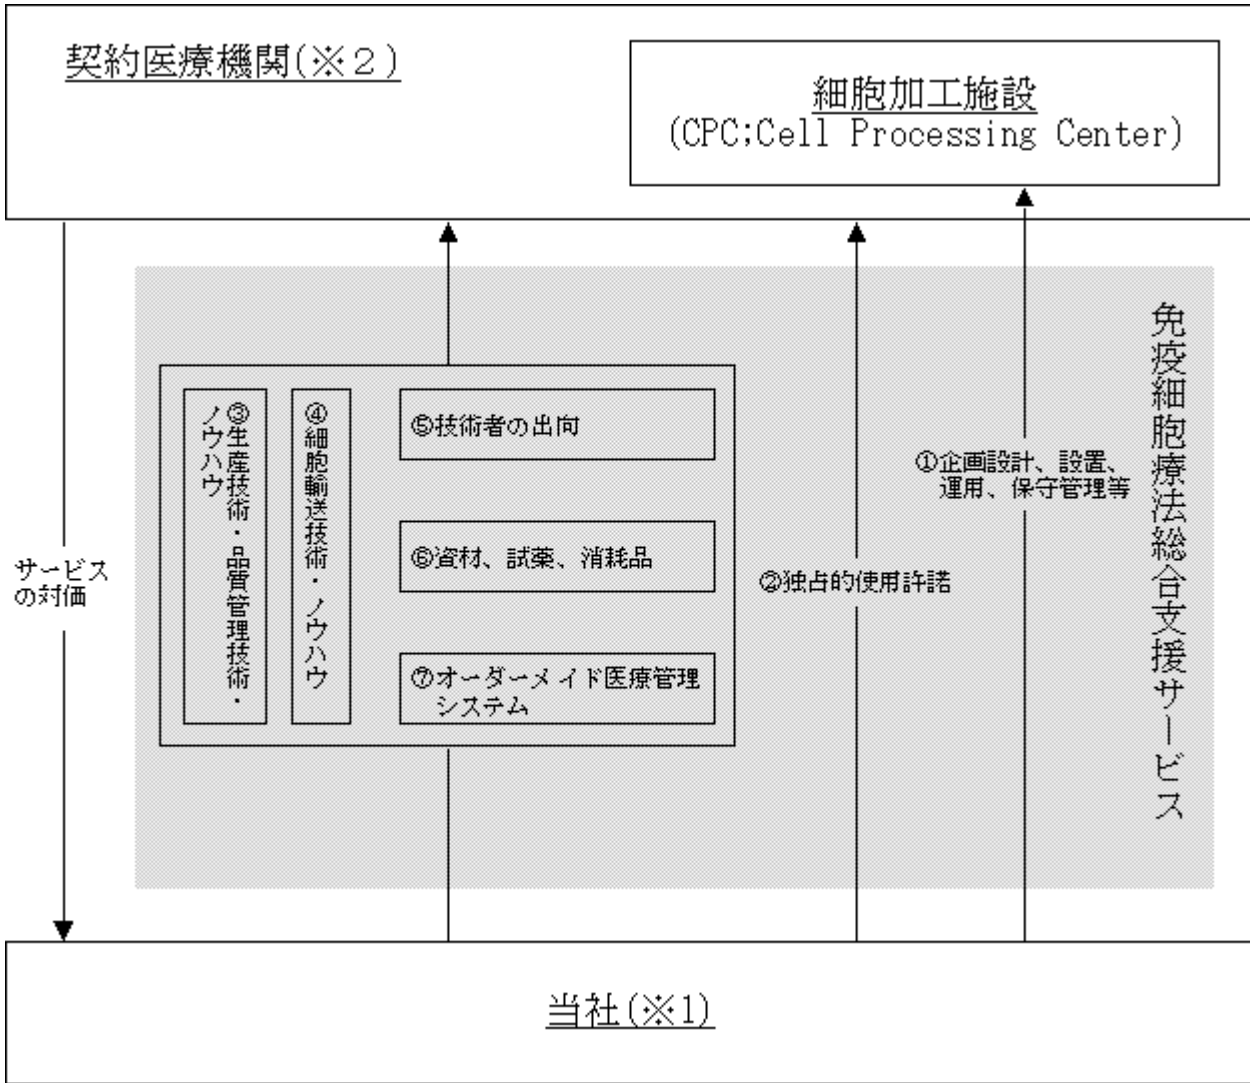 契約医療機関(※2)
細胞加工施設
(CPC;Cell Processing Center)
免疫細胞療法総合支援サービス
③生産技術・品質管理技術・
ノウハウ
④細胞輸送技術・ノウハウ
⑤技術者の出向
⑥資材、試薬、消耗品
⑦オーダーメイド医療管理
システム
①企画設計、設置、
運用、保守管理等
②独占的使用許諾
サービス
の対価
当社(※1)